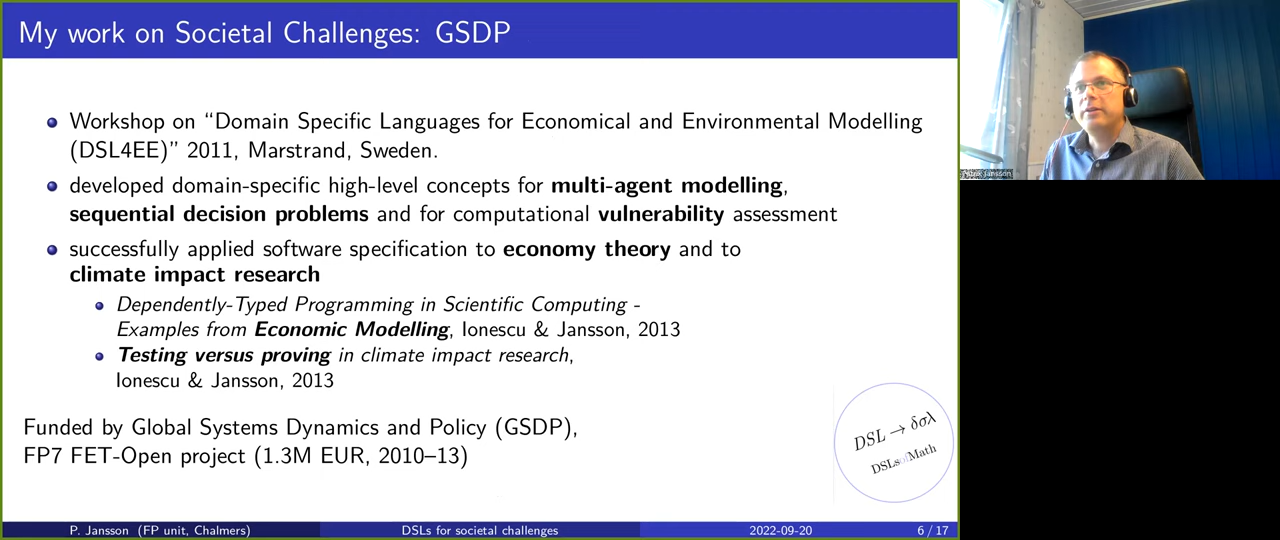 My work on Societal Challenges: GSDP
Workshop on “Domain Specific Languages for Economical and Environmental Modelling
(DSL4EE)” 2011, Marstrand, Sweden.
developed domain-specific high-level concepts for multi-agent modelling,
sequential decision problems and for computational vulnerability assessment
successfully applied software specification to economy theory and to
climate impact research
Dependently-Typed Programming in Scientific Computing -
Examples from Economic Modelling, Ionescu & Jansson, 2013
Testing versus proving in climate impact research,
Ionescu & Jansson, 2013
Funded by Global Systems Dynamics and Policy (GSDP),
FP7 FET-Open project (1.3M EUR, 2010–13)
DSL → δσλ
DSLsofMath
P. Jansson (FP unit, Chalmers)
DSLs for societal challenges
2022-09-20
6 / 17
Jansson